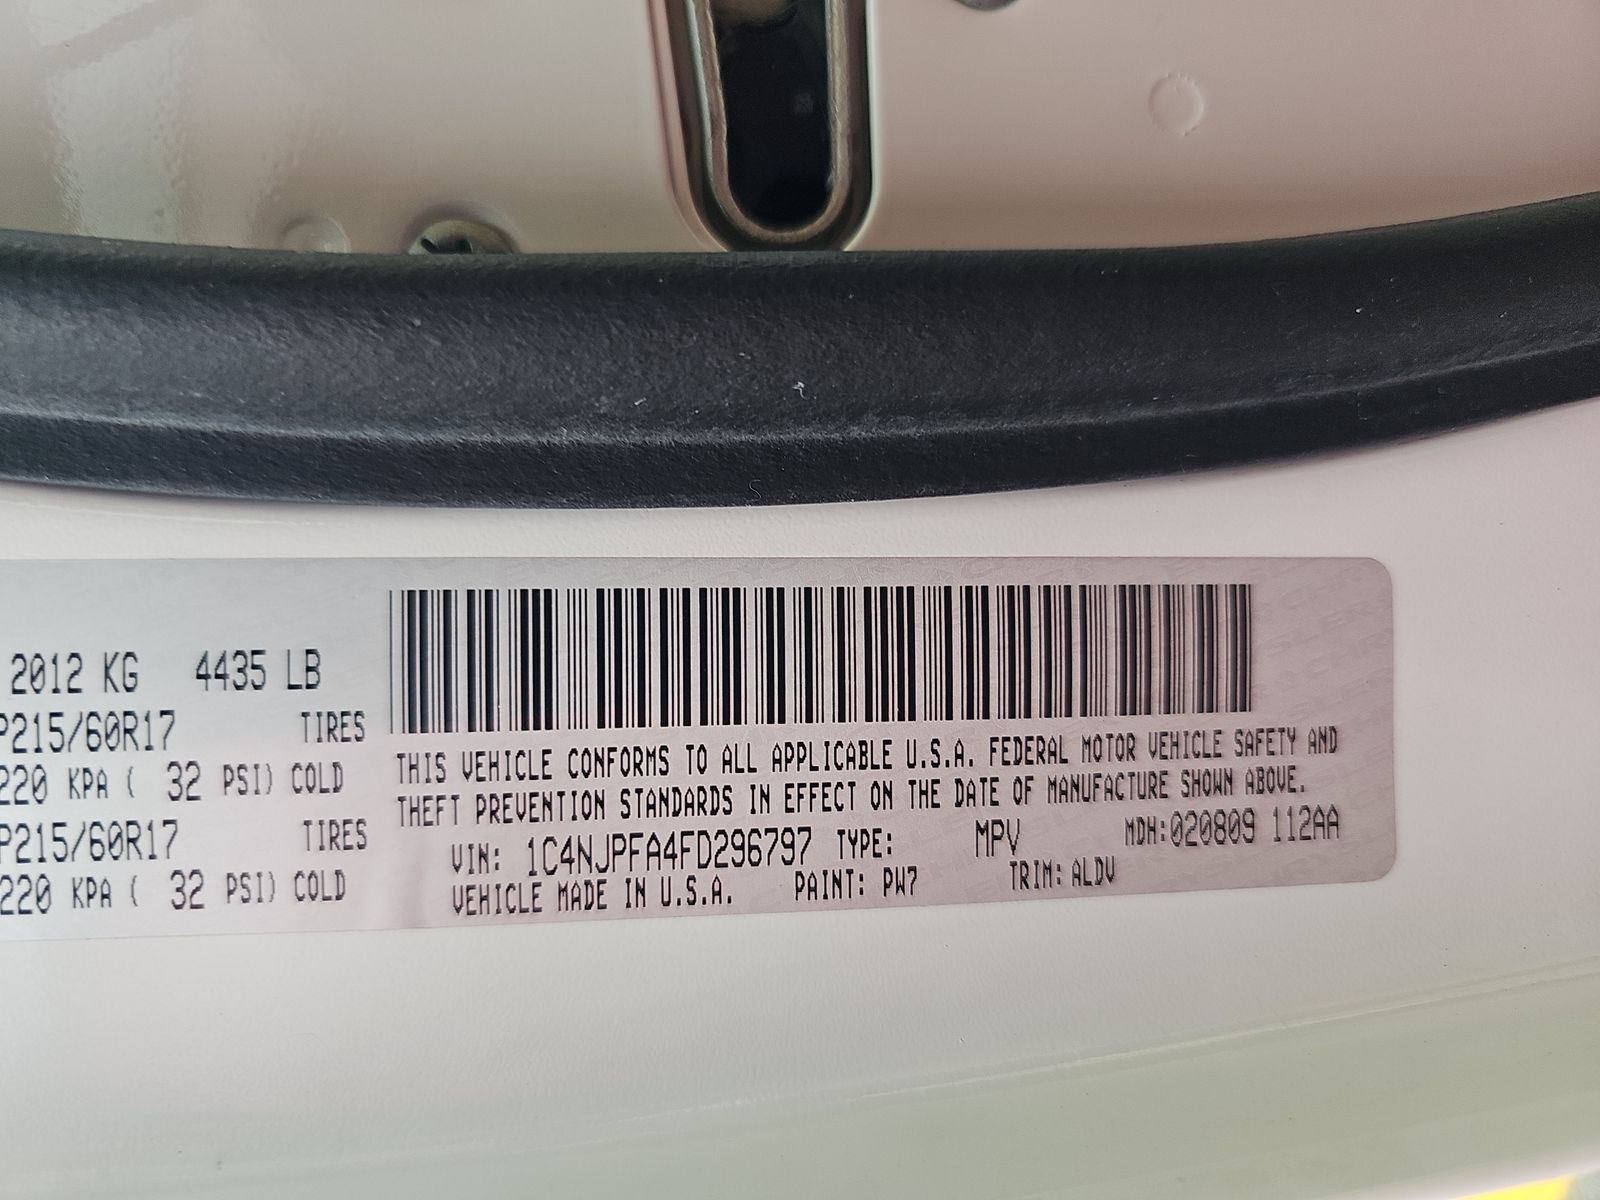 2012 KG 4435 LB
P215/60R17 TIRES
220 KPA ( 32 PSI) COLD
P215/60R17 TIRES
220 KPA ( 32 PSI) COLD
THIS VEHICLE CONFORMS TO ALL APPLICABLE U.S.A. FEDERAL MOTOR VEHICLE SAFETY AND
THEFT PREVENTION STANDARDS IN EFFECT ON THE DATE OF MANUFACTURE SHOWN ABOVE.
VIN: 1C4NJPFA4FD296797 TYPE: MPV MDH:020809 112AA
VEHICLE MADE IN U.S.A. PAINT: PW7 TRIM: ALDV